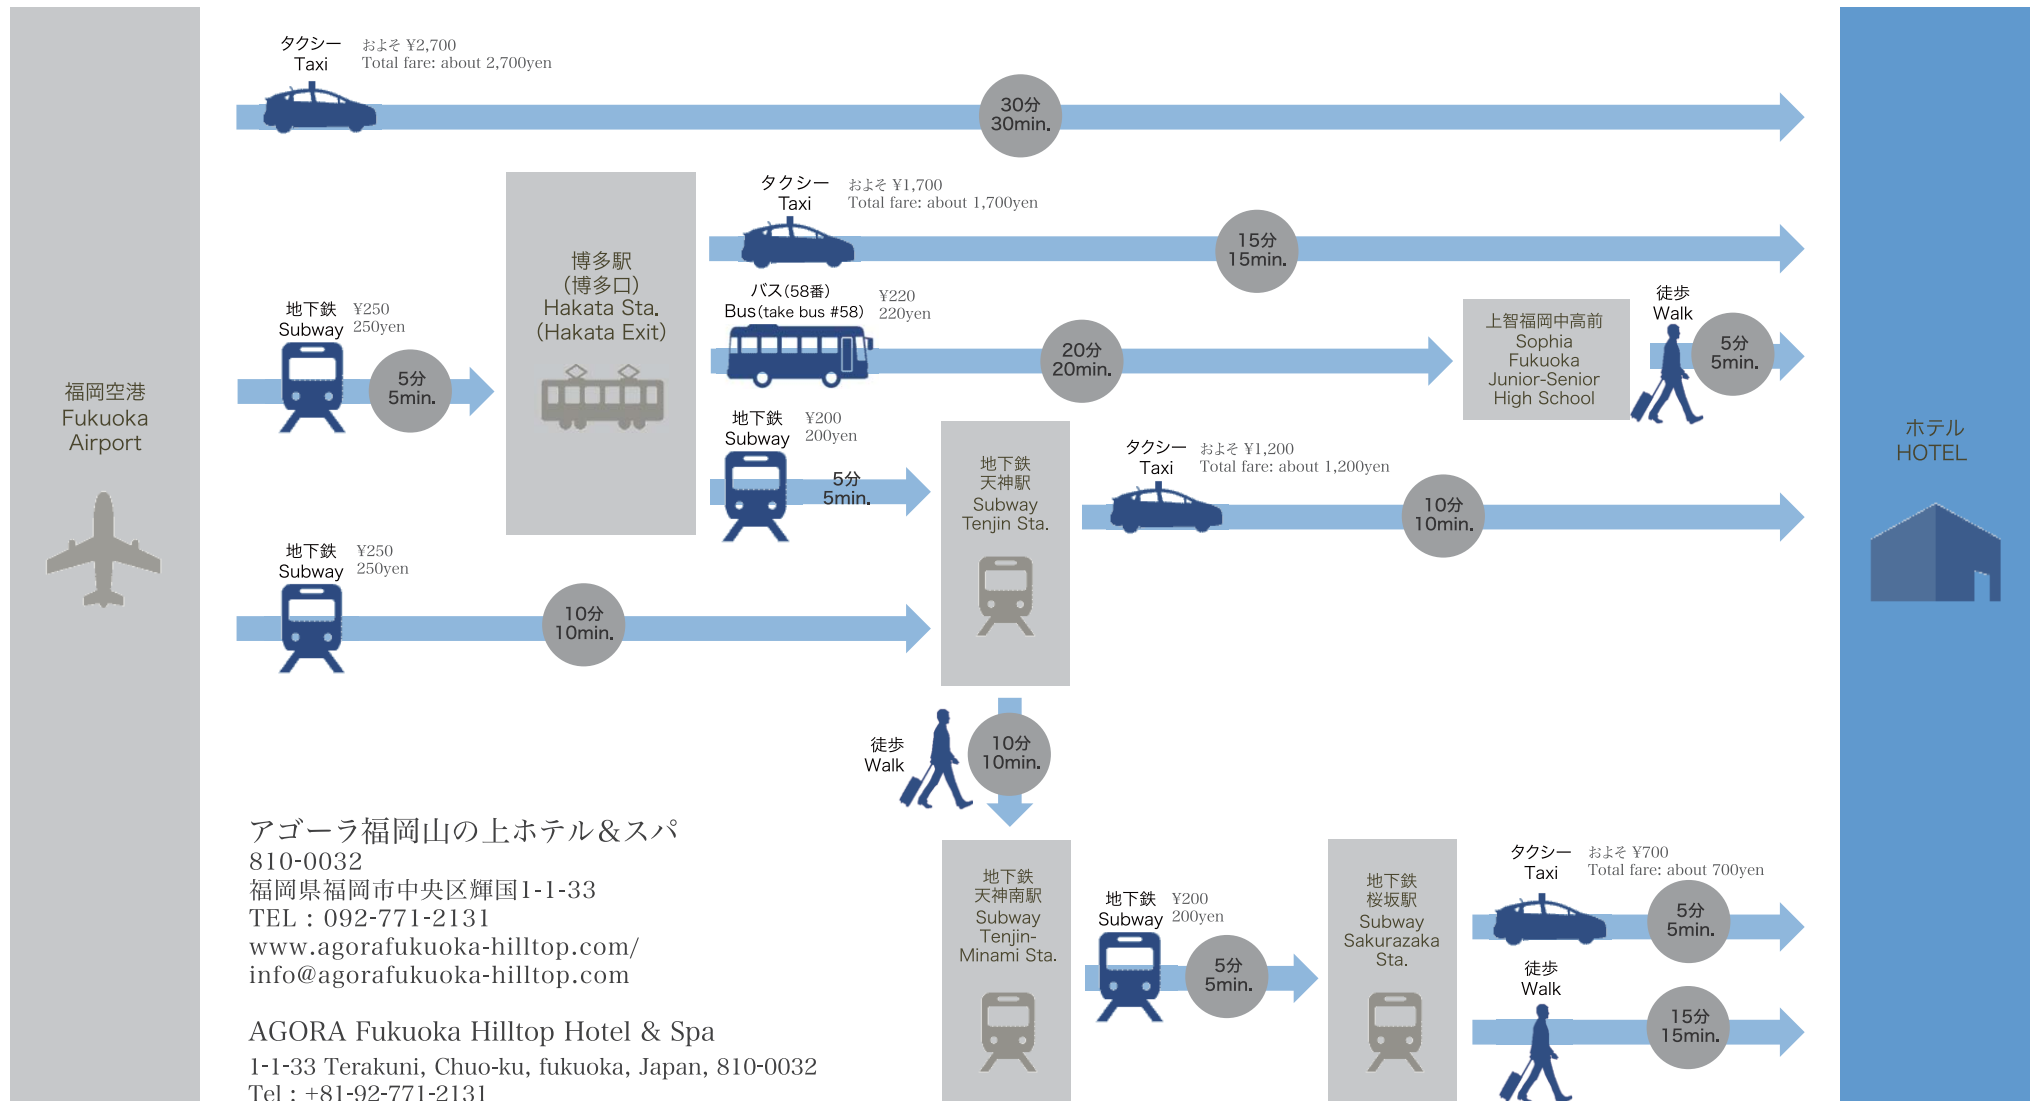 福岡空港
Fukuoka
Airport
タクシー
Taxi
およそ ¥2,700
Total fare: about 2,700yen
30分
30min.
地下鉄
Subway
¥250
250yen
5分
5min.
博多駅
(博多口)
Hakata Sta.
(Hakata Exit)
タクシー
Taxi
およそ ¥1,700
Total fare: about 1,700yen
15分
15min.
バス(58番)
Bus(take bus #58)
¥220
220yen
20分
20min.
上智福岡中高前
Sophia
Fukuoka
Junior-Senior
High School
徒歩
Walk
5分
5min.
地下鉄
Subway
¥200
200yen
5分
5min.
地下鉄
天神駅
Subway
Tenjin Sta.
タクシー
Taxi
およそ ¥1,200
Total fare: about 1,200yen
10分
10min.
地下鉄
Subway
¥250
250yen
10分
10min.
徒歩
Walk
10分
10min.
地下鉄
天神南駅
Subway
Tenjin-
Minami Sta.
地下鉄
Subway
¥200
200yen
5分
5min.
地下鉄
桜坂駅
Subway
Sakurazaka
Sta.
タクシー
Taxi
およそ ¥700
Total fare: about 700yen
5分
5min.
徒歩
Walk
15分
15min.
ホテル
HOTEL
アゴーラ福岡山の上ホテル&スパ
810-0032
福岡県福岡市中央区輝国1-1-33
TEL : 092-771-2131
www.agorafukuoka-hilltop.com/
info@agorafukuoka-hilltop.com
AGORA Fukuoka Hilltop Hotel & Spa
1-1-33 Terakuni, Chuo-ku, fukuoka, Japan, 810-0032
Tel : +81-92-771-2131